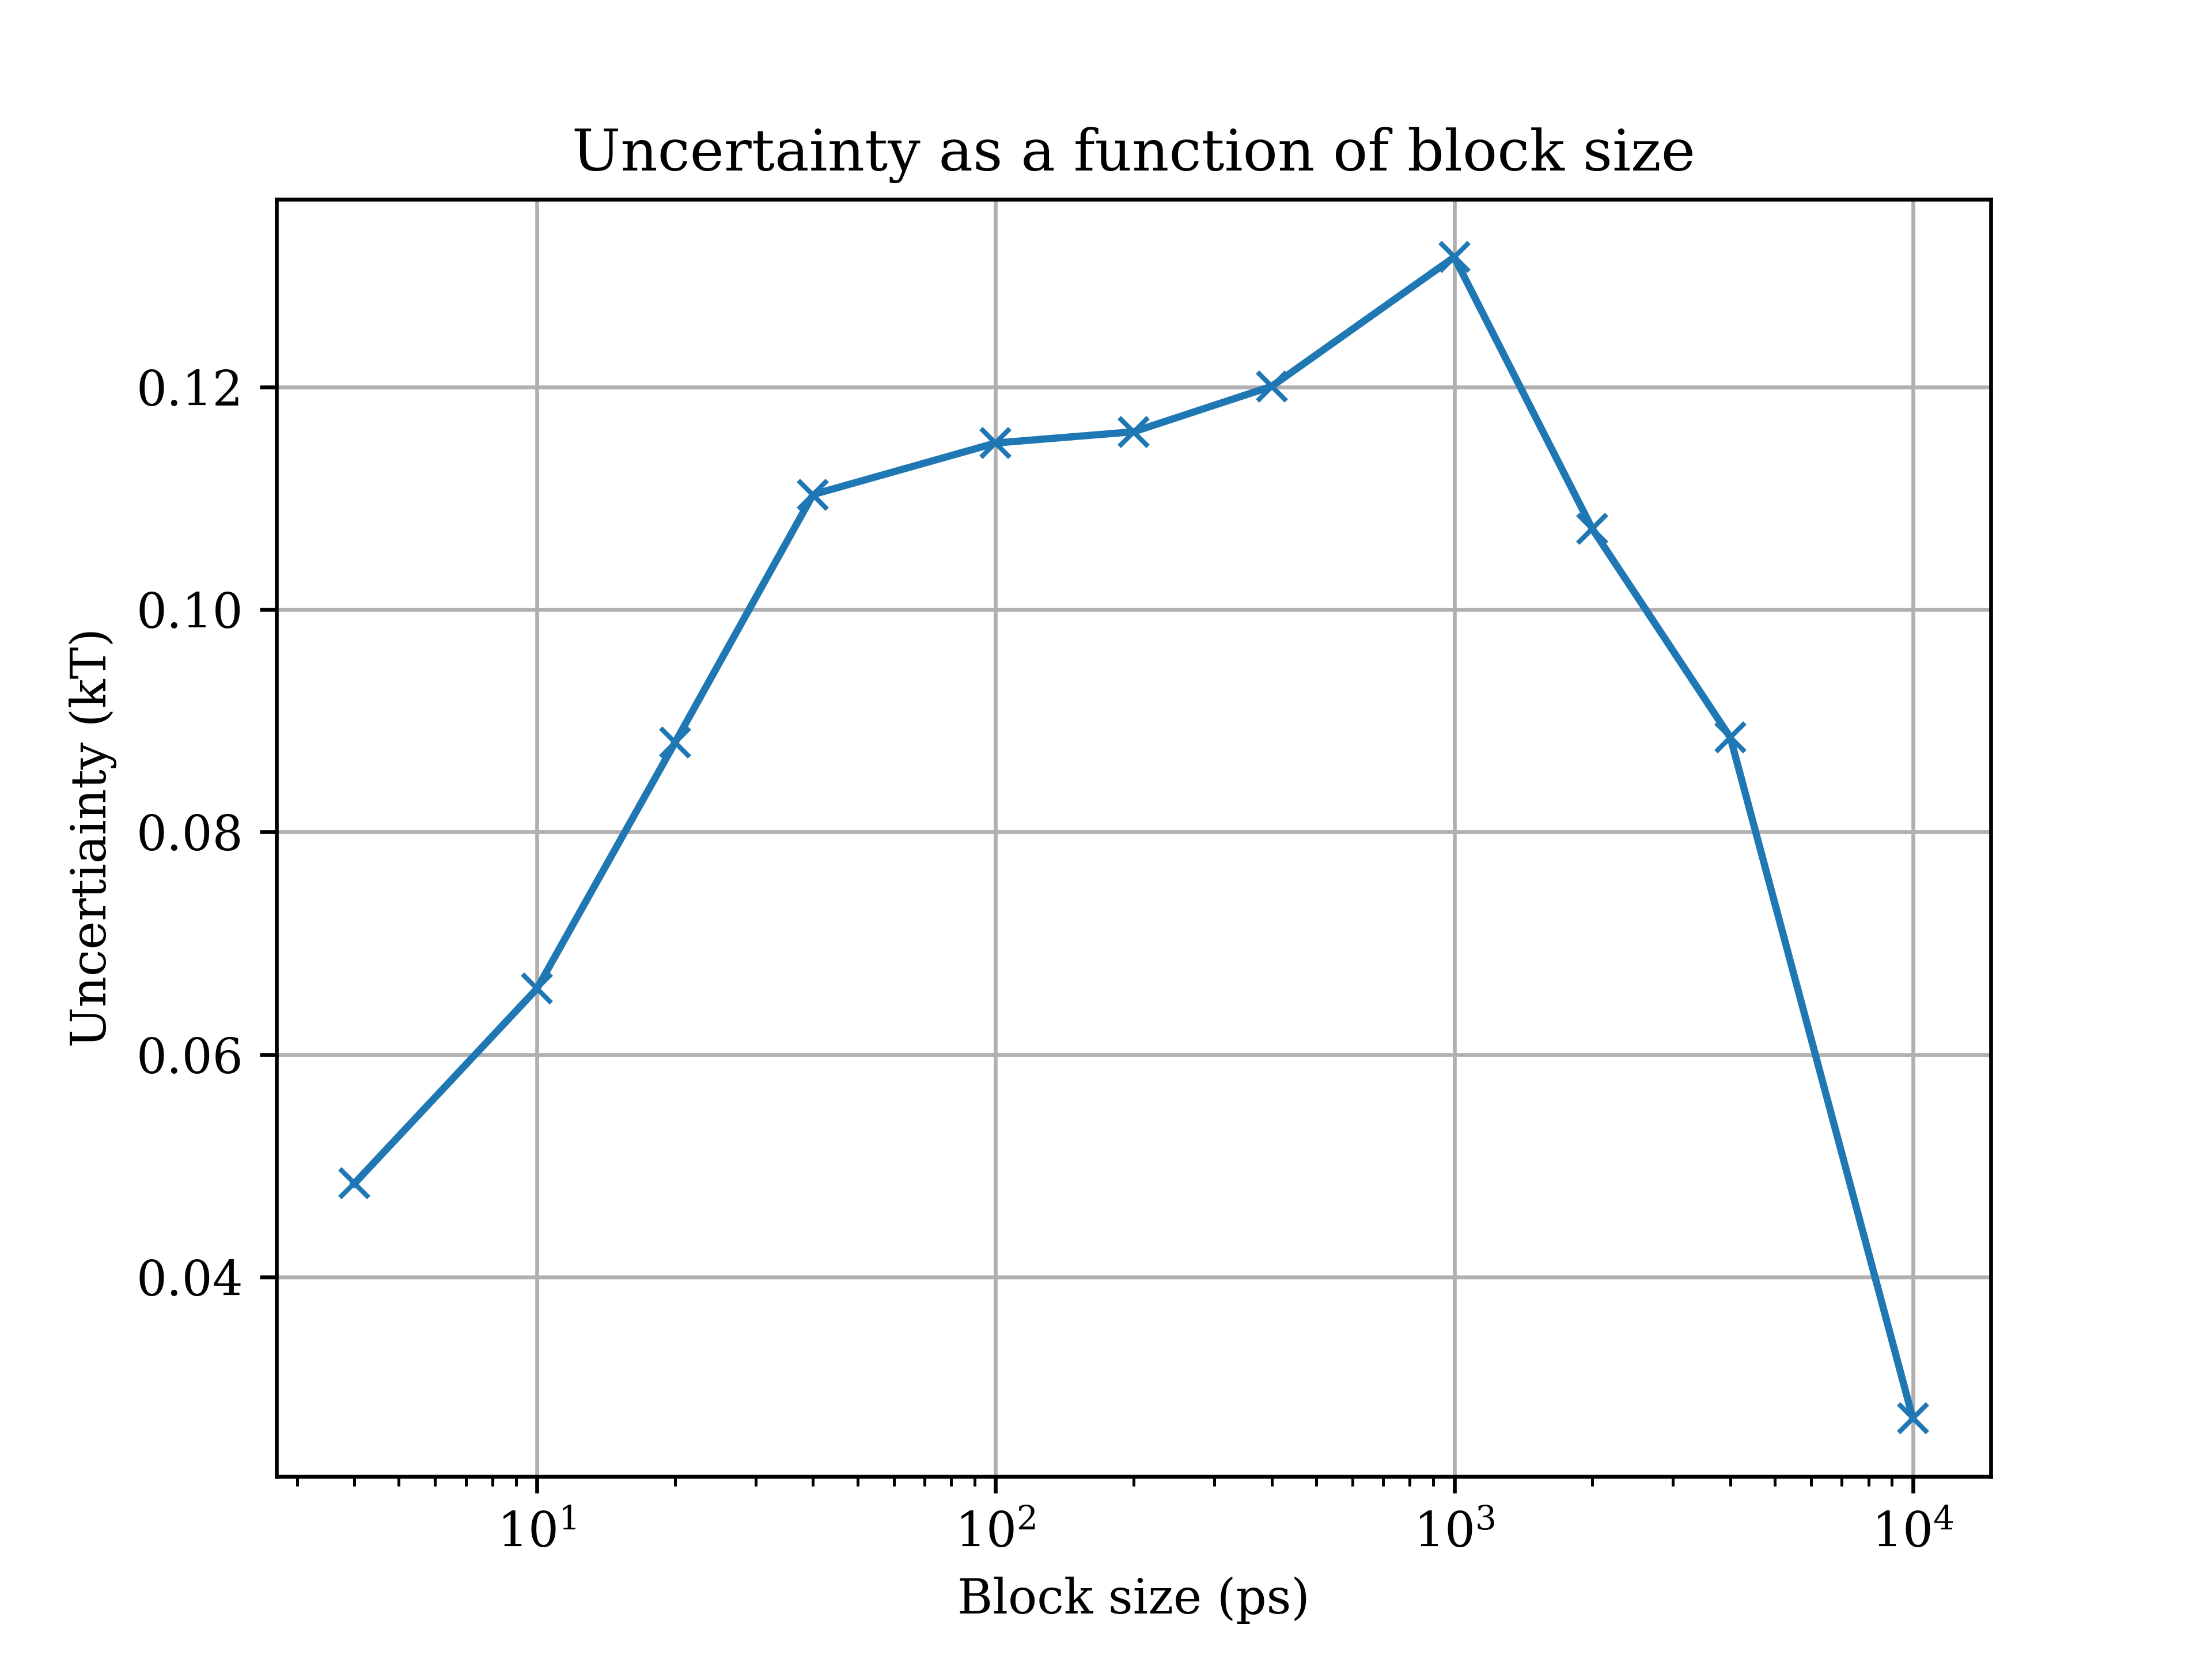 Uncertainty as a function of block size
0.12
0.10
0.08
0.06
0.04
Uncertiainty (kT)
10¹ 10² 10³ 10⁴
Block size (ps)